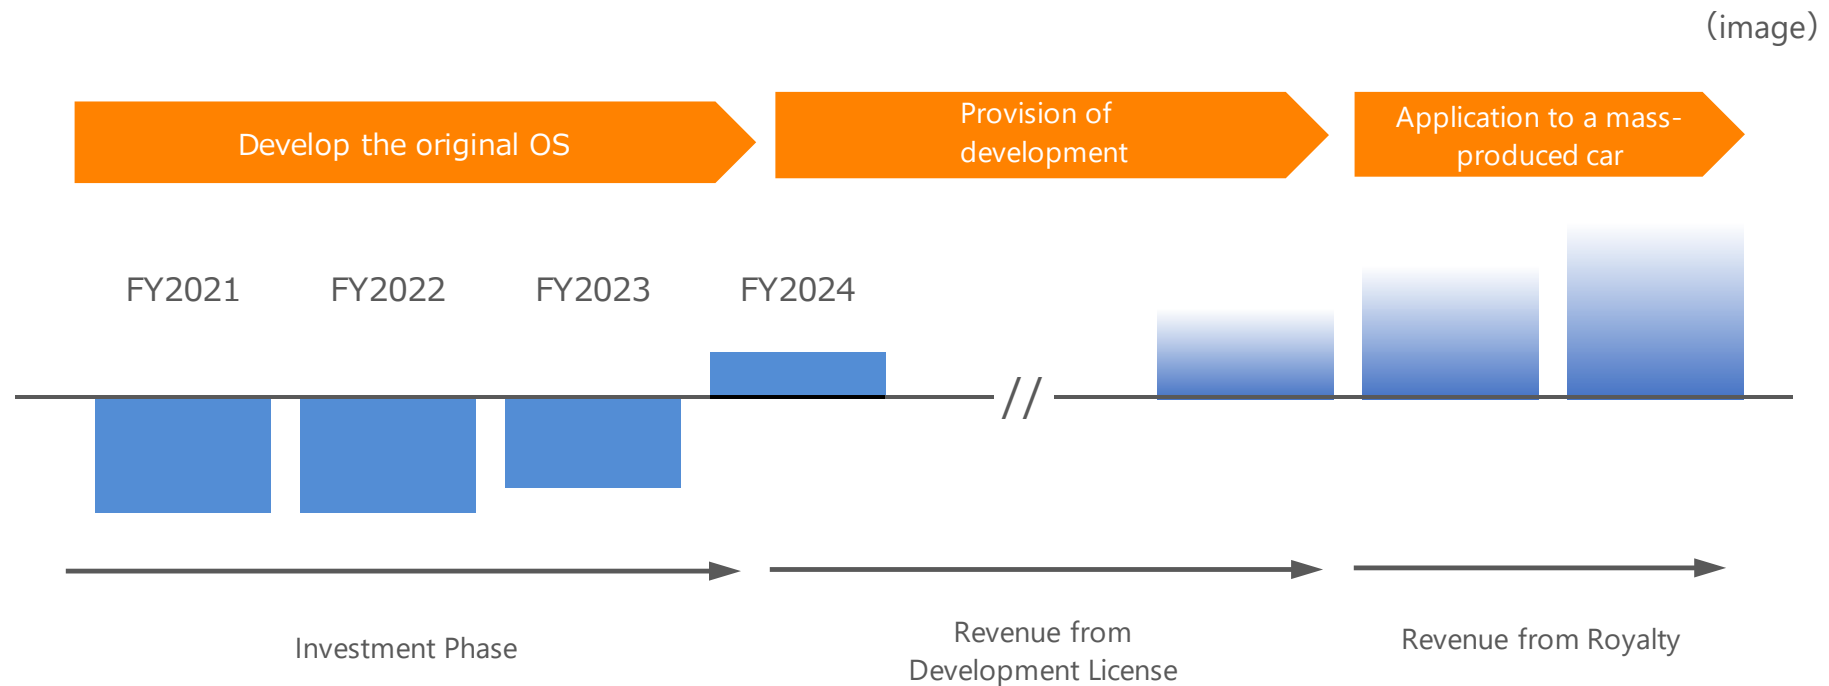 （image）
Develop the original OS
Provision of
development
Application to a mass-
produced car
FY2021
FY2022
FY2023
FY2024
//
Investment Phase
Revenue from
Development License
Revenue from Royalty